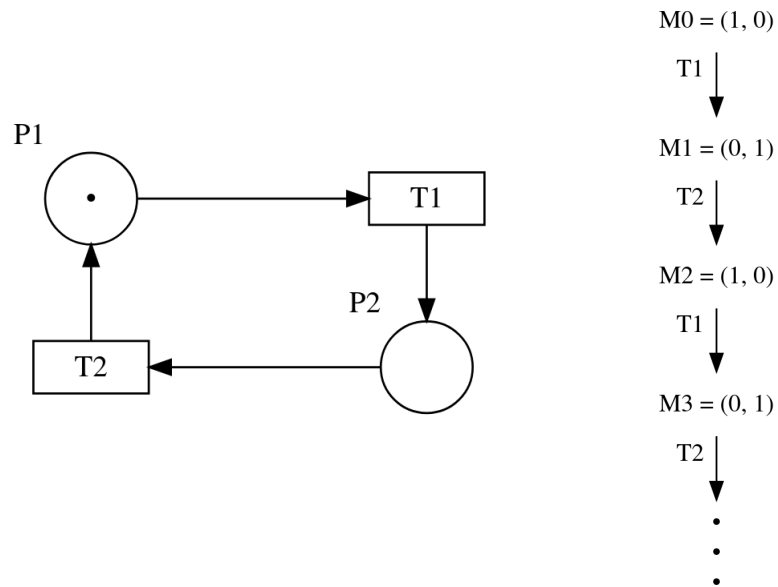 P1
T1
P2
T2
M0 = (1, 0)
T1
M1 = (0, 1)
T2
M2 = (1, 0)
T1
M3 = (0, 1)
T2